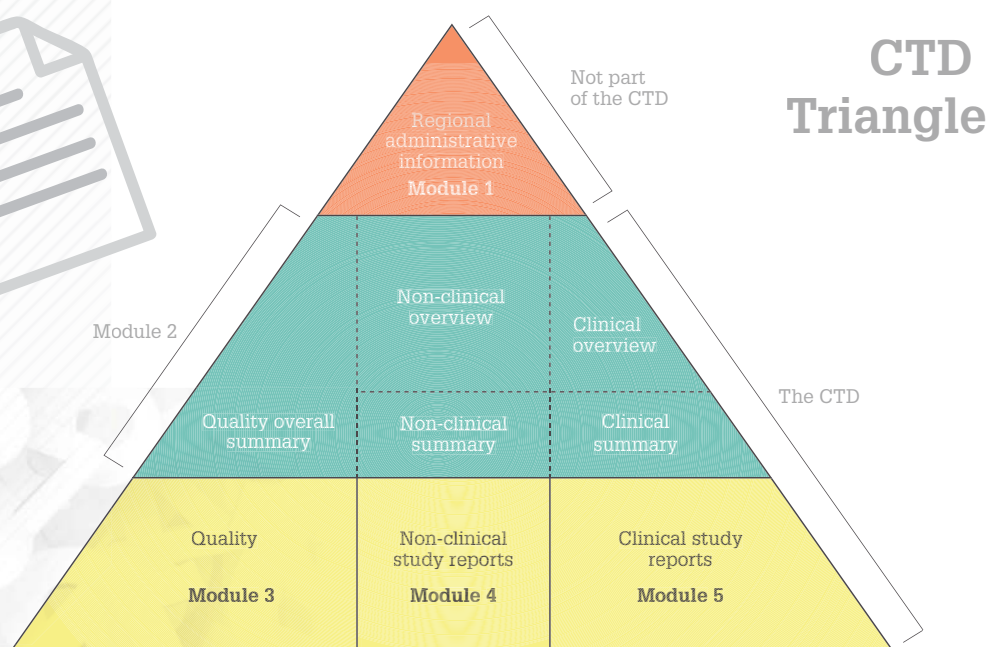 CTD
Triangle
Not part
of the CTD
Regional
administrative
information
Module 1
Module 2
Non-clinical
overview
Clinical
overview
The CTD
Quality overall
summary
Non-clinical
summary
Clinical
summary
Quality
Module 3
Non-clinical
study reports
Module 4
Clinical study
reports
Module 5